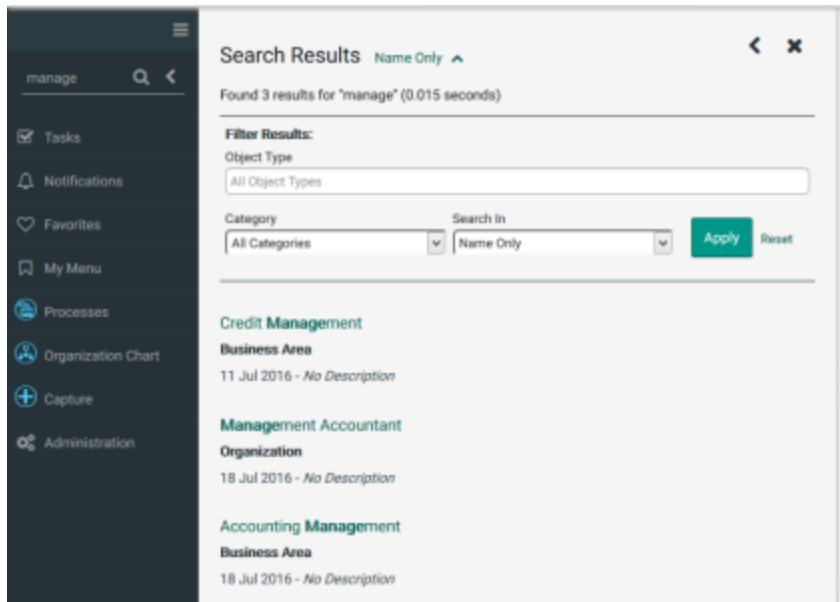 manage
Tasks
Notifications
Favorites
My Menu
Processes
Organization Chart
Capture
Administration
Search Results Name Only
Found 3 results for "manage" (0.015 seconds)
Filter Results:
Object Type
All Object Types
Category Search In
All Categories Name Only Apply Reset
Credit Management
Business Area
11 Jul 2016 - No Description
Management Accountant
Organization
18 Jul 2016 - No Description
Accounting Management
Business Area
18 Jul 2016 - No Description